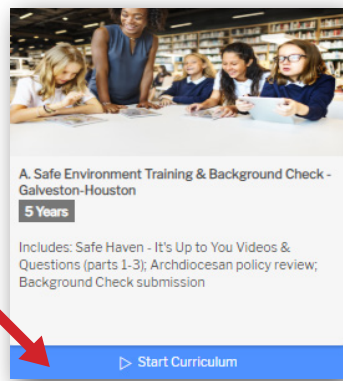 A. Safe Environment Training & Background Check -
Galveston-Houston
5 Years
Includes: Safe Haven - It's Up to You Videos &
Questions (parts 1-3); Archdiocesan policy review;
Background Check submission
Start Curriculum